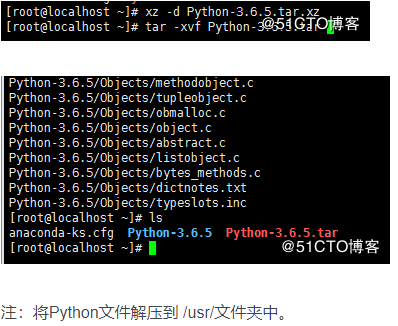 [root@localhost ~]# xz -d Python-3.6.5.tar.xz
[root@localhost ~]# tar -xvf Python-3.6.5.tar
@51CTO博客
Python-3.6.5/Objects/methodobject.c
Python-3.6.5/Objects/tupleobject.c
Python-3.6.5/Objects/obmalloc.c
Python-3.6.5/Objects/object.c
Python-3.6.5/Objects/abstract.c
Python-3.6.5/Objects/listobject.c
Python-3.6.5/Objects/bytes_methods.c
Python-3.6.5/Objects/dictnotes.txt
Python-3.6.5/Objects/typeslots.inc
[root@localhost ~]# ls
anaconda-ks.cfg Python-3.6.5 Python-3.6.5.tar
[root@localhost ~]#
@51CTO博客
注：将Python文件解压到 /usr/文件夹中。